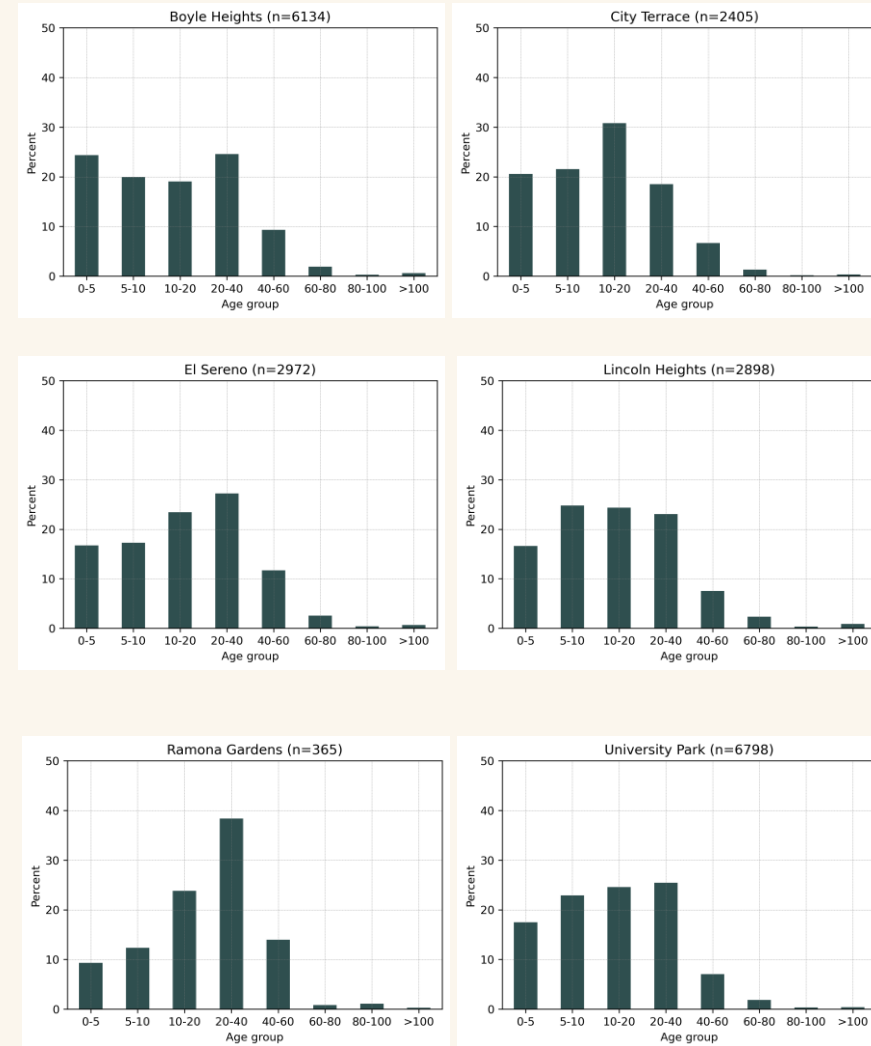 Boyle Heights (n=6134)
50
40
30
20
10
0
Percent
0-5 5-10 10-20 20-40 40-60 60-80 80-100 >100
Age group
City Terrace (n=2405)
50
40
30
20
10
0
Percent
0-5 5-10 10-20 20-40 40-60 60-80 80-100 >100
Age group
El Sereno (n=2972)
50
40
30
20
10
0
Percent
0-5 5-10 10-20 20-40 40-60 60-80 80-100 >100
Age group
Lincoln Heights (n=2898)
50
40
30
20
10
0
Percent
0-5 5-10 10-20 20-40 40-60 60-80 80-100 >100
Age group
Ramona Gardens (n=365)
50
40
30
20
10
0
Percent
0-5 5-10 10-20 20-40 40-60 60-80 80-100 >100
Age group
University Park (n=6798)
50
40
30
20
10
0
Percent
0-5 5-10 10-20 20-40 40-60 60-80 80-100 >100
Age group